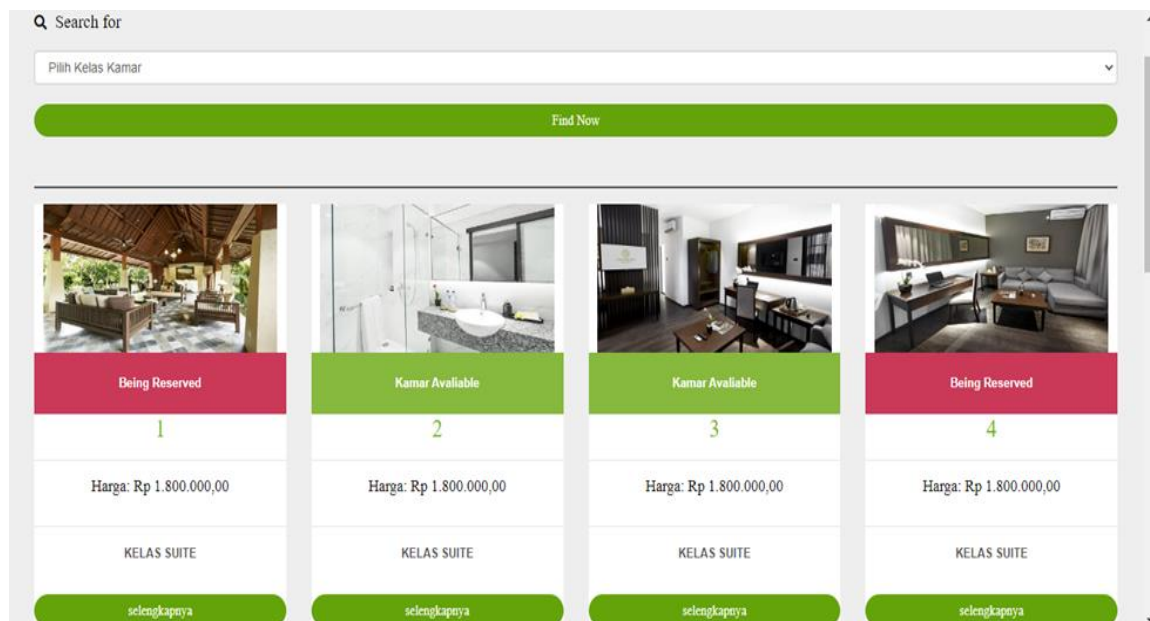 Search for
Pilih Kelas Kamar
Find Now
Being Reserved
Kamar Avaliable
Kamar Avaliable
Being Reserved
1
2
3
4
Harga: Rp 1.800.000,00
Harga: Rp 1.800.000,00
Harga: Rp 1.800.000,00
Harga: Rp 1.800.000,00
KELAS SUITE
KELAS SUITE
KELAS SUITE
KELAS SUITE
selengkapnya
selengkapnya
selengkapnya
selengkapnya